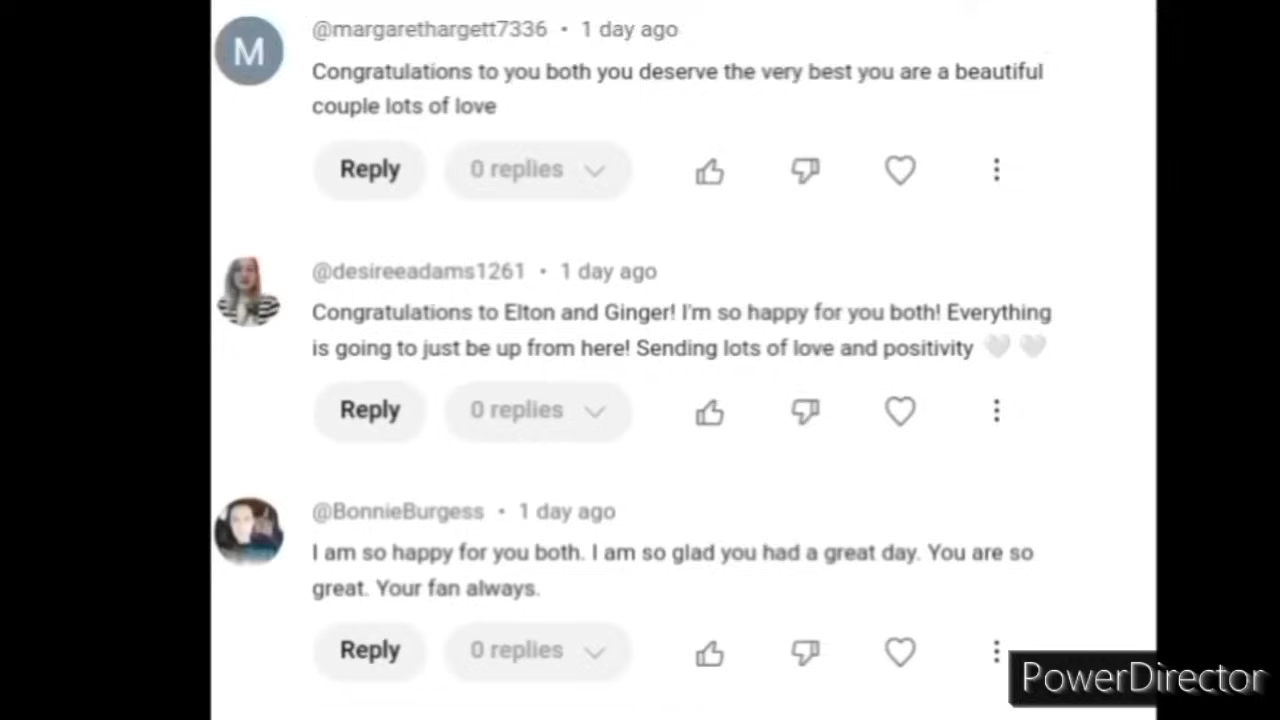 M
@margarethargett7336 • 1 day ago
Congratulations to you both you deserve the very best you are a beautiful
couple lots of love
Reply 0 replies
@desireeadams1261 • 1 day ago
Congratulations to Elton and Ginger! I'm so happy for you both! Everything
is going to just be up from here! Sending lots of love and positivity 🤍 🤍
Reply 0 replies
@BonnieBurgess • 1 day ago
I am so happy for you both. I am so glad you had a great day. You are so
great. Your fan always.
Reply 0 replies
PowerDirector